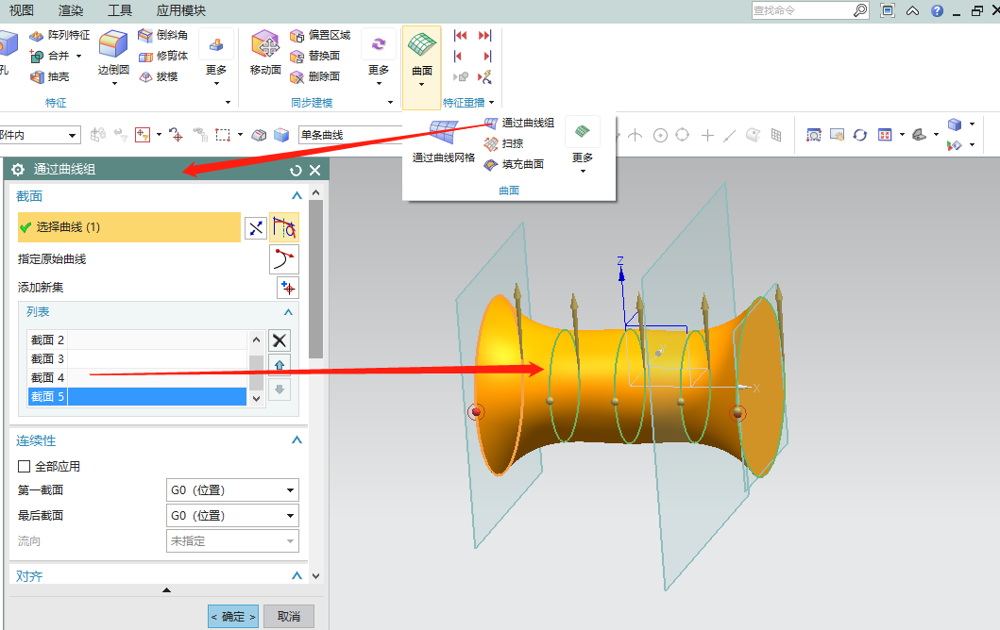 视图 渲染 工具 应用模块
查找命令
孔
阵列特征
合并
抽壳
边倒圆
倒斜角
修剪体
拔模
更多
特征
移动面
偏置区域
替换面
删除面
更多
同步建模
曲面
特征重播
部件内
单条曲线
通过曲线网格
通过曲线组
扫掠
填充曲面
更多
曲面
通过曲线组
截面
选择曲线 (1)
指定原始曲线
添加新集
列表
截面 2
截面 3
截面 4
截面 5
连续性
全部应用
第一截面 G0（位置）
最后截面 G0（位置）
流向 未指定
对齐
< 确定 > 取消
Z
X